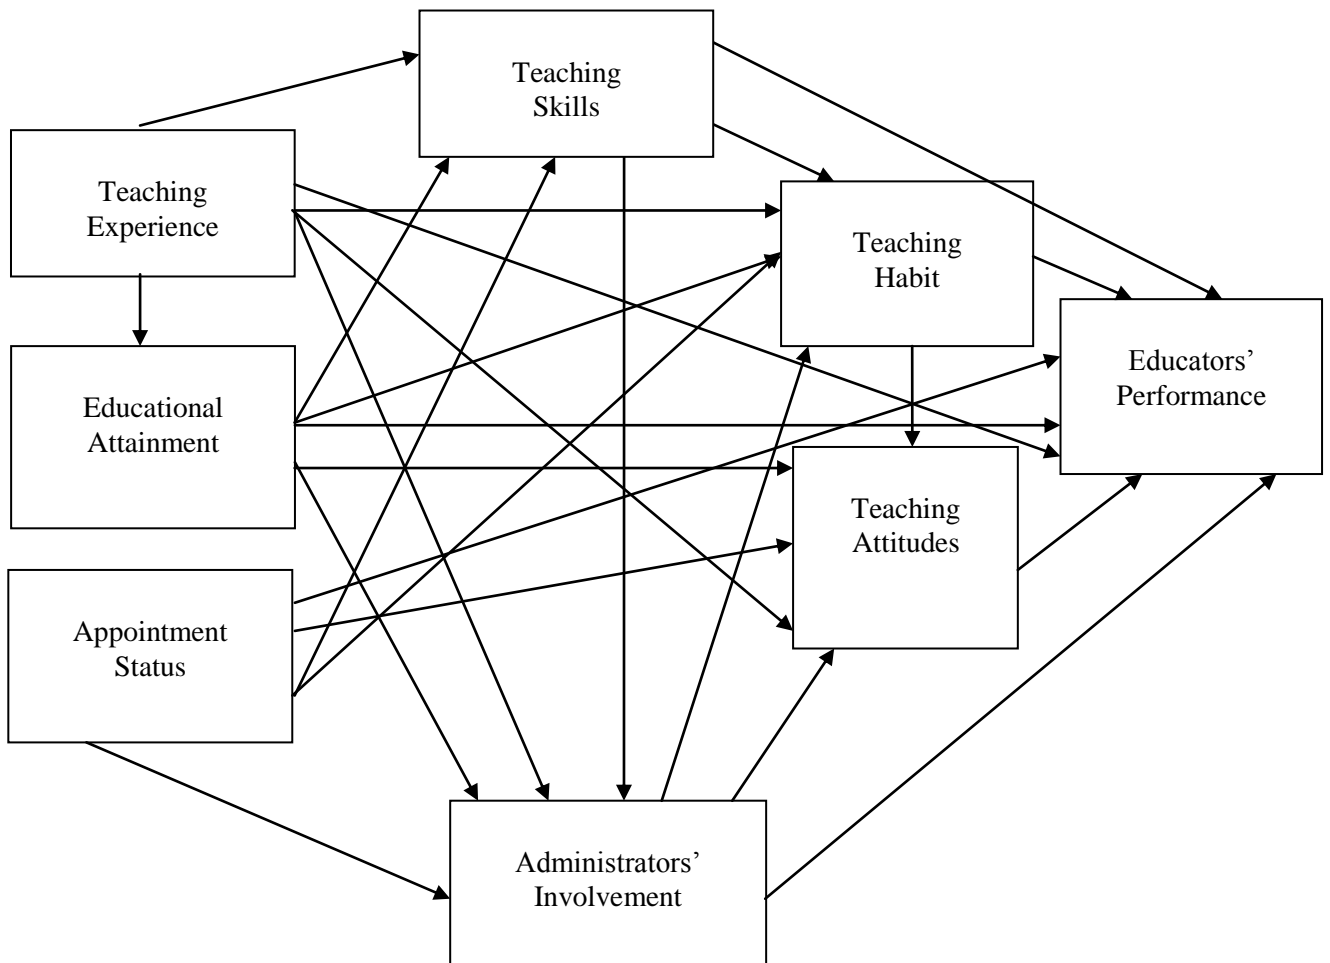 Teaching
Skills
Teaching
Experience
Teaching
Habit
Educators’
Performance
Educational
Attainment
Teaching
Attitudes
Appointment
Status
Administrators’
Involvement